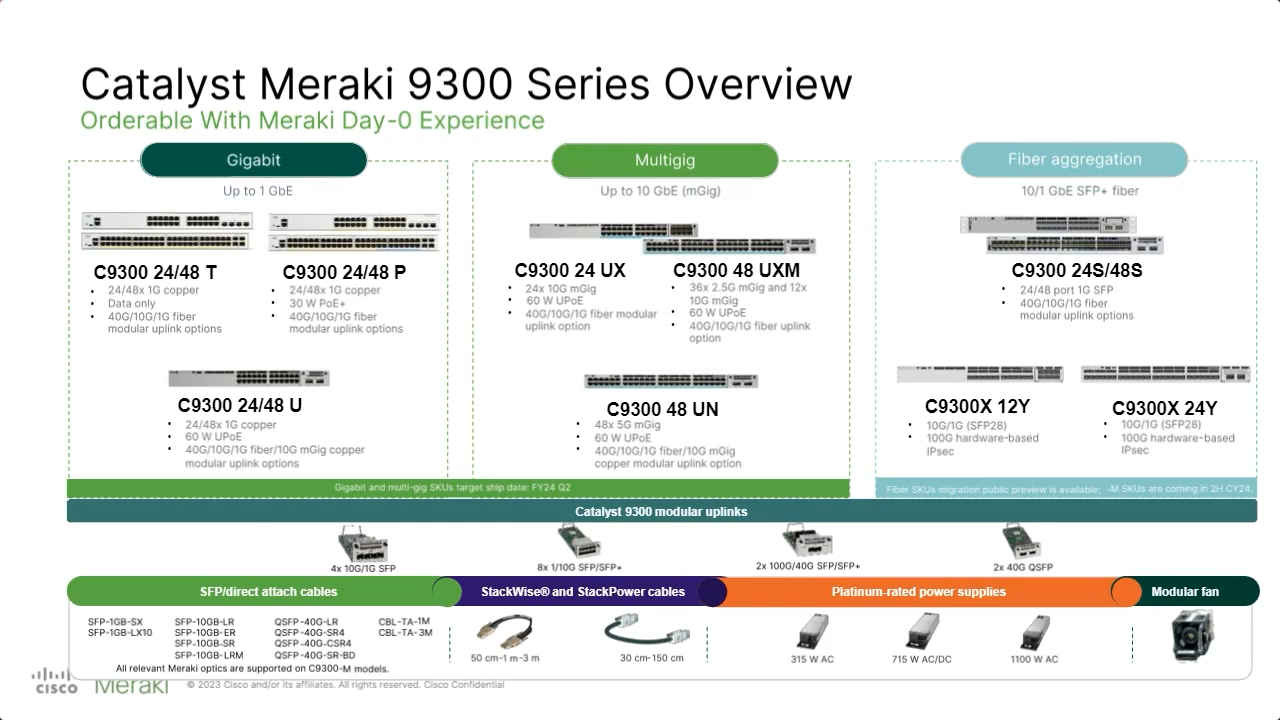 Catalyst Meraki 9300 Series Overview
Orderable With Meraki Day-0 Experience
Gigabit
Up to 1 GbE
C9300 24/48 T
• 24/48x 1G copper
• Data only
• 40G/10G/1G fiber
modular uplink options
C9300 24/48 P
• 24/48x 1G copper
• 30 W PoE+
• 40G/10G/1G fiber
modular uplink options
C9300 24/48 U
• 24/48x 1G copper
• 60 W UPoE
• 40G/10G/1G fiber/10G mGig copper
modular uplink options
Multigig
Up to 10 GbE (mGig)
C9300 24 UX
• 24x 10G mGig
• 60 W UPoE
• 40G/10G/1G fiber modular
uplink option
C9300 48 UXM
• 36x 2.5G mGig and 12x
10G mGig
• 60 W UPoE
• 40G/10G/1G fiber uplink
option
C9300 48 UN
• 48x 5G mGig
• 60 W UPoE
• 40G/10G/1G fiber/10G mGig
copper modular uplink option
Fiber aggregation
10/1 GbE SFP+ fiber
C9300 24S/48S
• 24/48 port 1G SFP
• 40G/10G/1G fiber
modular uplink options
C9300X 12Y
• 10G/1G (SFP28)
• 100G hardware-based
IPsec
C9300X 24Y
• 10G/1G (SFP28)
• 100G hardware-based
IPsec
Gigabit and multi-gig SKUs target ship date: FY24 Q2
Fiber SKUs migration public preview is available; -M SKUs are coming in 2H CY24.
Catalyst 9300 modular uplinks
4x 10G/1G SFP
8x 1/10G SFP/SFP+
2x 100G/40G SFP/SFP+
2x 40G QSFP
SFP/direct attach cables
SFP-1GB-SX
SFP-1GB-LX10
SFP-10GB-LR
SFP-10GB-ER
SFP-10GB-SR
SFP-10GB-LRM
QSFP-40G-LR
QSFP-40G-SR4
QSFP-40G-CSR4
QSFP-40G-SR-BD
CBL-TA-1M
CBL-TA-3M
All relevant Meraki optics are supported on C9300-M models.
StackWise® and StackPower cables
50 cm-1 m-3 m
30 cm-150 cm
Platinum-rated power supplies
315 W AC
715 W AC/DC
1100 W AC
Modular fan
CISCO Meraki
© 2023 Cisco and/or its affiliates. All rights reserved. Cisco Confidential